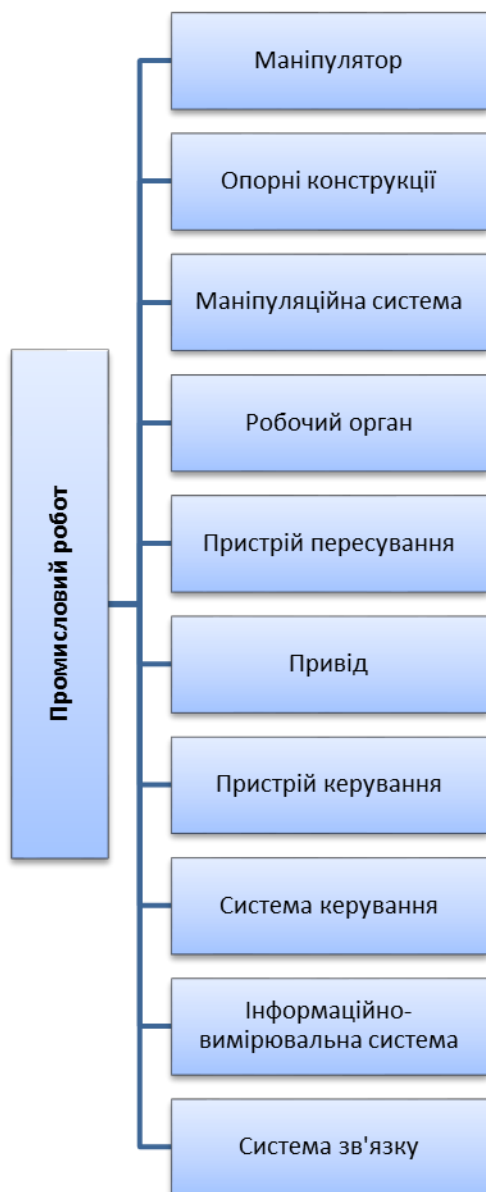 Промисловий робот
Маніпулятор
Опорні конструкції
Маніпуляційна система
Робочий орган
Пристрій пересування
Привід
Пристрій керування
Система керування
Інформаційно-
вимірювальна система
Система зв'язку